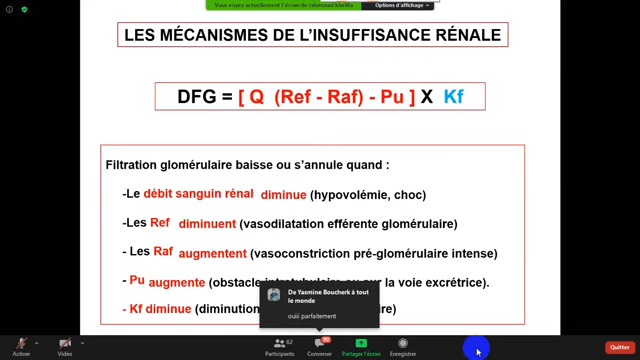 Vous voyez actuellement l'écran de rahmouni khelifa
Options d'affichage
LES MÉCANISMES DE L'INSUFFISANCE RÉNALE
DFG = [ Q (Ref - Raf) - Pu ] X Kf
Filtration glomérulaire baisse ou s'annule quand :
-Le débit sanguin rénal diminue (hypovolémie, choc)
-Les Ref diminuent (vasodilatation efférente glomérulaire)
- Les Raf augmentent (vasoconstriction pré-glomérulaire intense)
- Pu augmente (obstacle intratubulaire ou sur la voie excrétrice).
- Kf diminue (diminution
De Yasmine Boucherk à tout
le monde
ouiii parfaitement
Activer
Vidéo
62
Participants
90
Converser
Partager l'écran
Enregistrer
Quitter